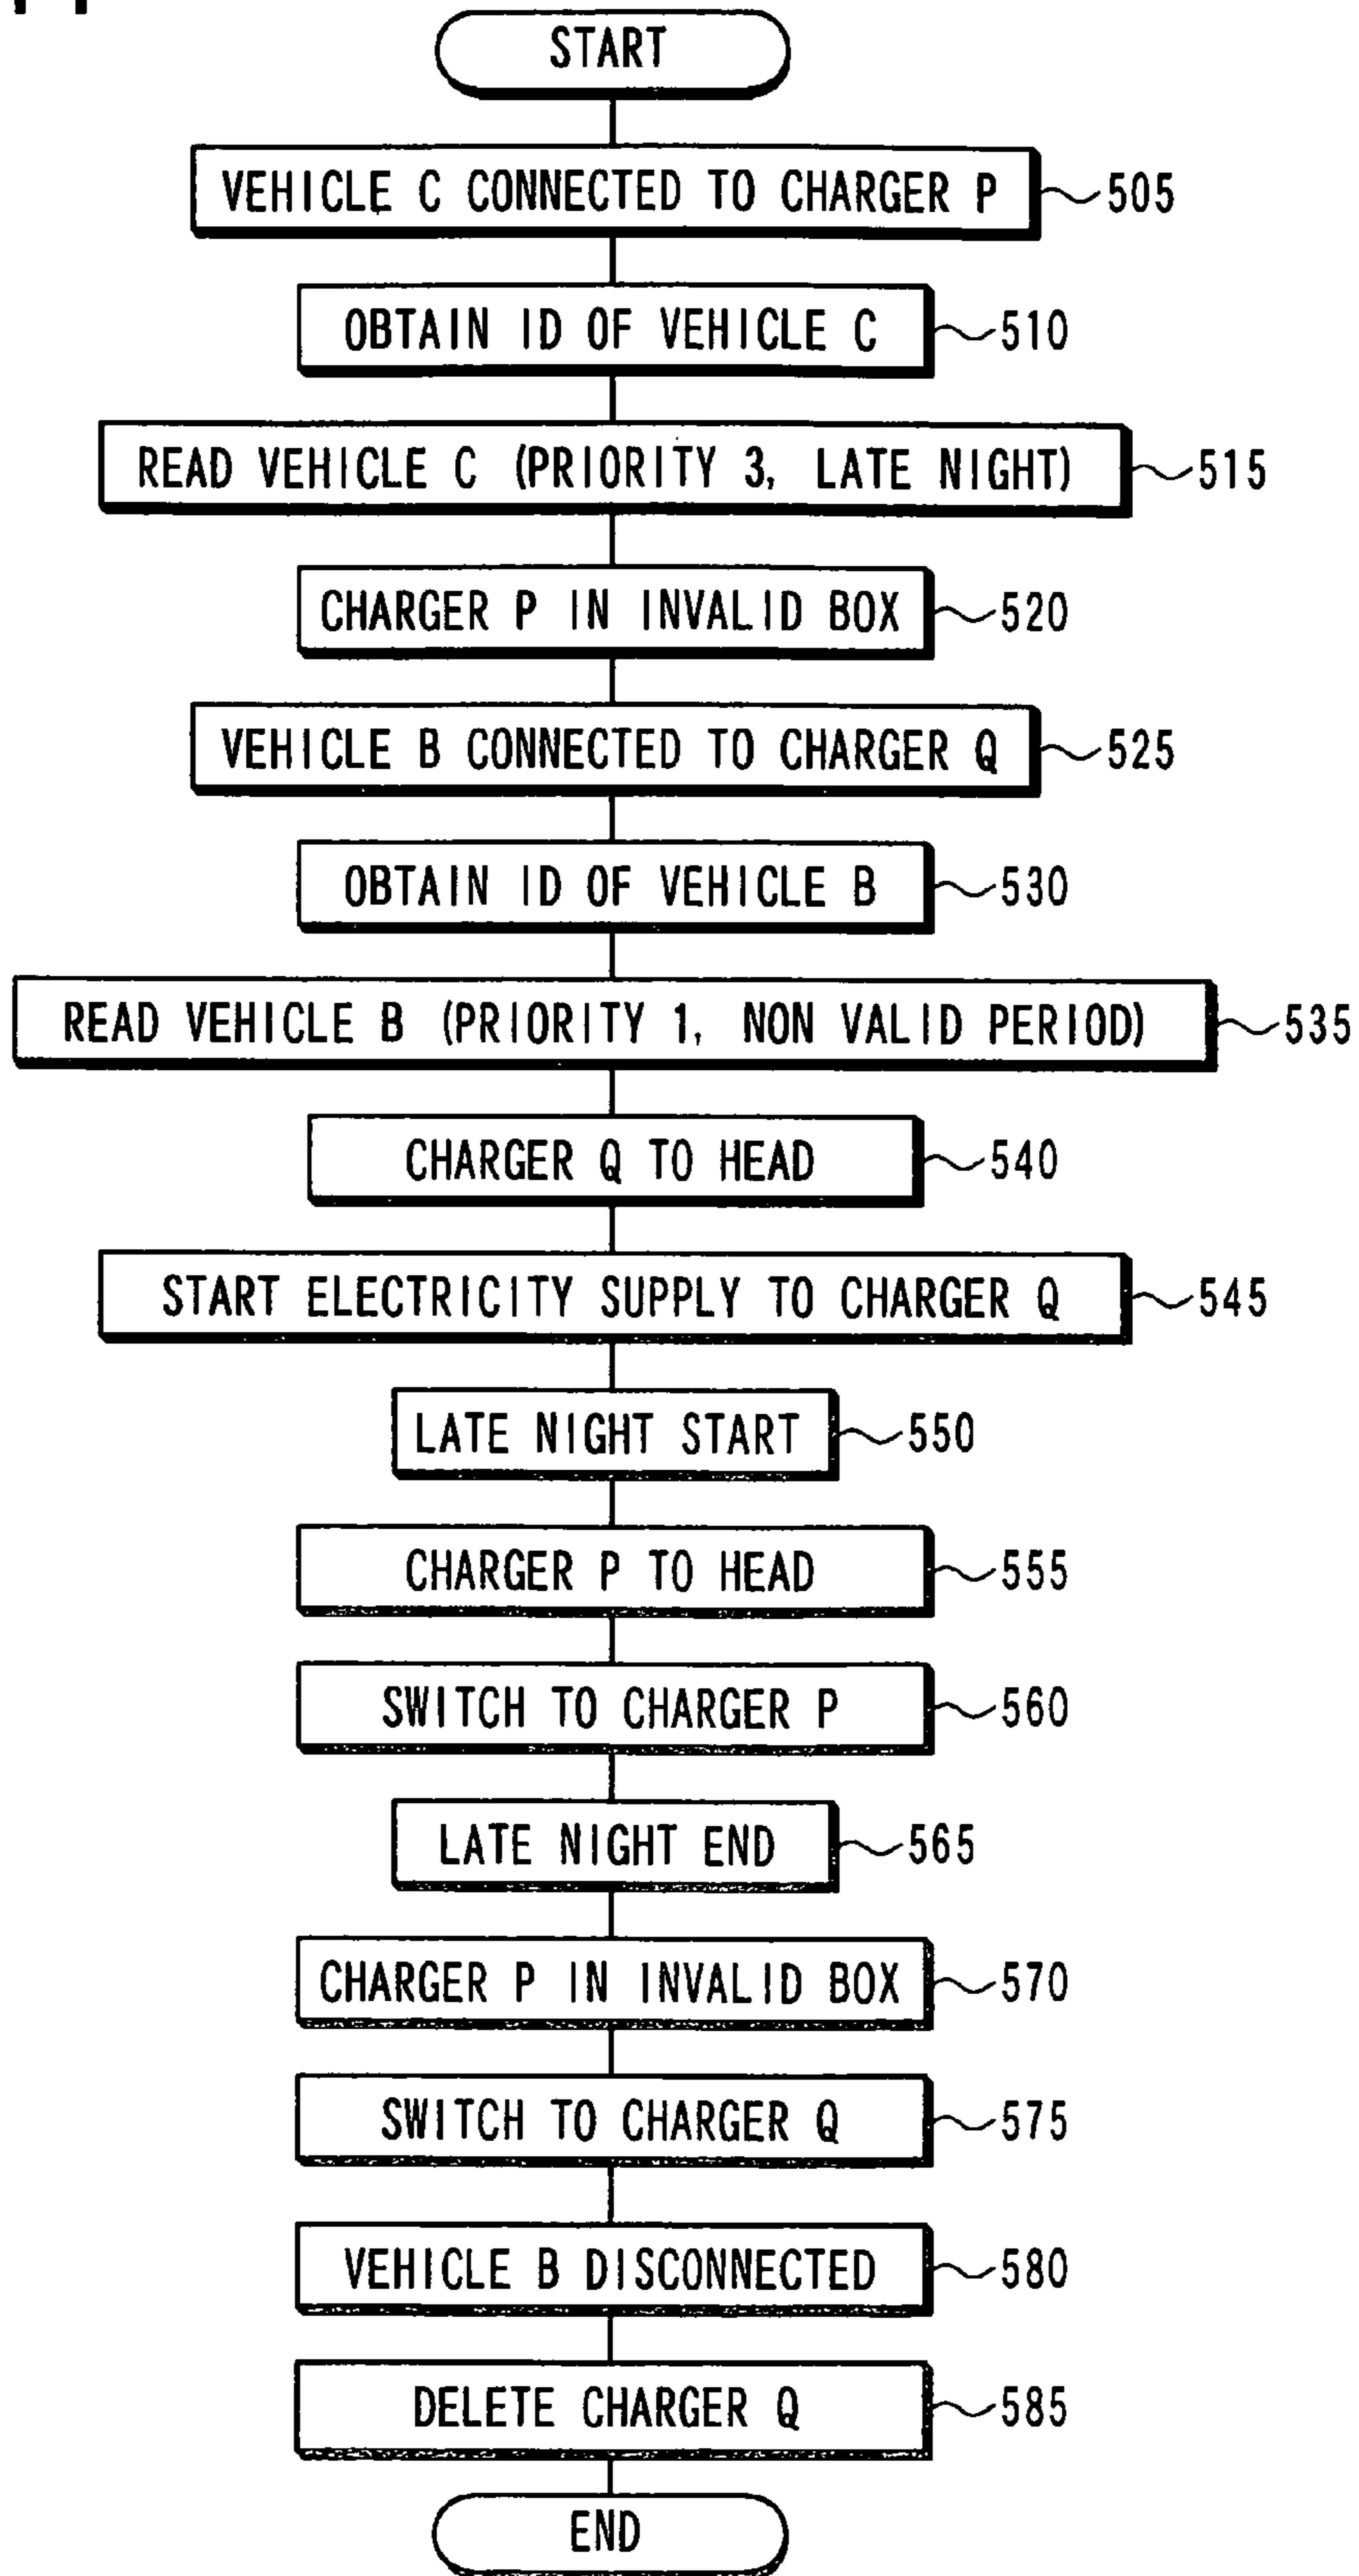 START
VEHICLE C CONNECTED TO CHARGER P 505
OBTAIN ID OF VEHICLE C 510
READ VEHICLE C (PRIORITY 3, LATE NIGHT) 515
CHARGER P IN INVALID BOX 520
VEHICLE B CONNECTED TO CHARGER Q 525
OBTAIN ID OF VEHICLE B 530
READ VEHICLE B (PRIORITY 1, NON VALID PERIOD) 535
CHARGER Q TO HEAD 540
START ELECTRICITY SUPPLY TO CHARGER Q 545
LATE NIGHT START 550
CHARGER P TO HEAD 555
SWITCH TO CHARGER P 560
LATE NIGHT END 565
CHARGER P IN INVALID BOX 570
SWITCH TO CHARGER Q 575
VEHICLE B DISCONNECTED 580
DELETE CHARGER Q 585
END